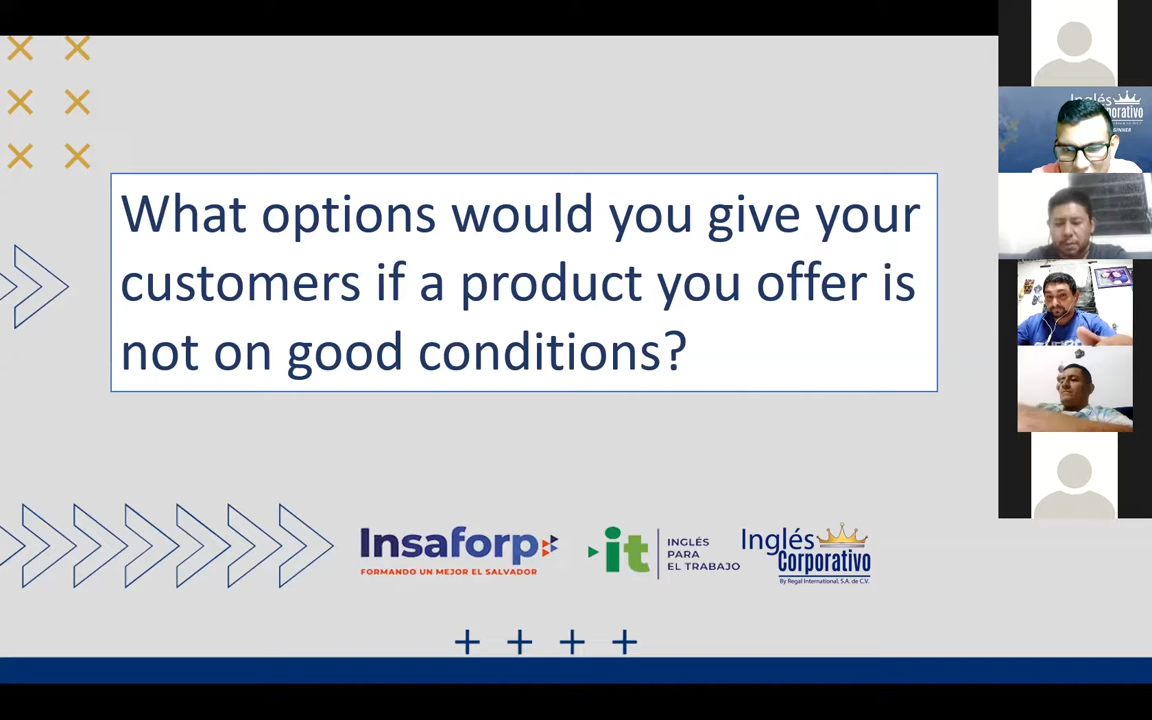 What options would you give your
customers if a product you offer is
not on good conditions?
Insaforp
FORMANDO UN MEJOR EL SALVADOR
it
INGLÉS
PARA
EL TRABAJO
Inglés
Corporativo
By Regal International, S.A. de C.V.